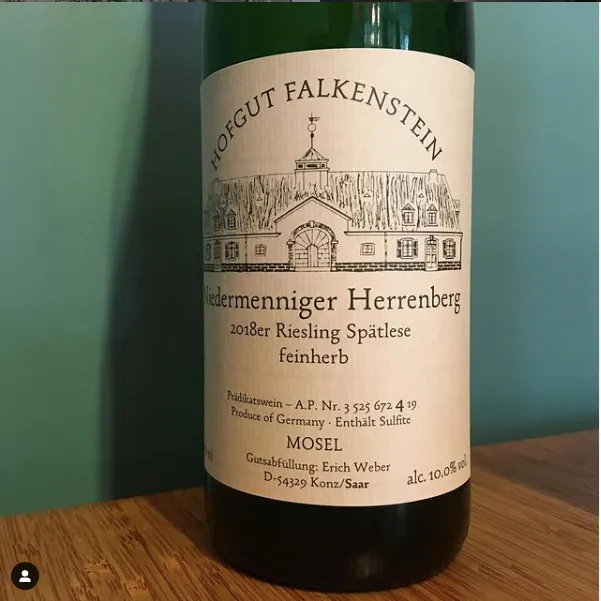 HOFGUT FALKENSTEIN
Niedermenniger Herrenberg
2018er Riesling Spätlese
feinherb
Prädikatswein – A.P. Nr. 3 525 672 4 19
Produce of Germany · Enthält Sulfite
MOSEL
Gutsabfüllung: Erich Weber
D-54329 Konz/Saar
alc. 10.0% vol.